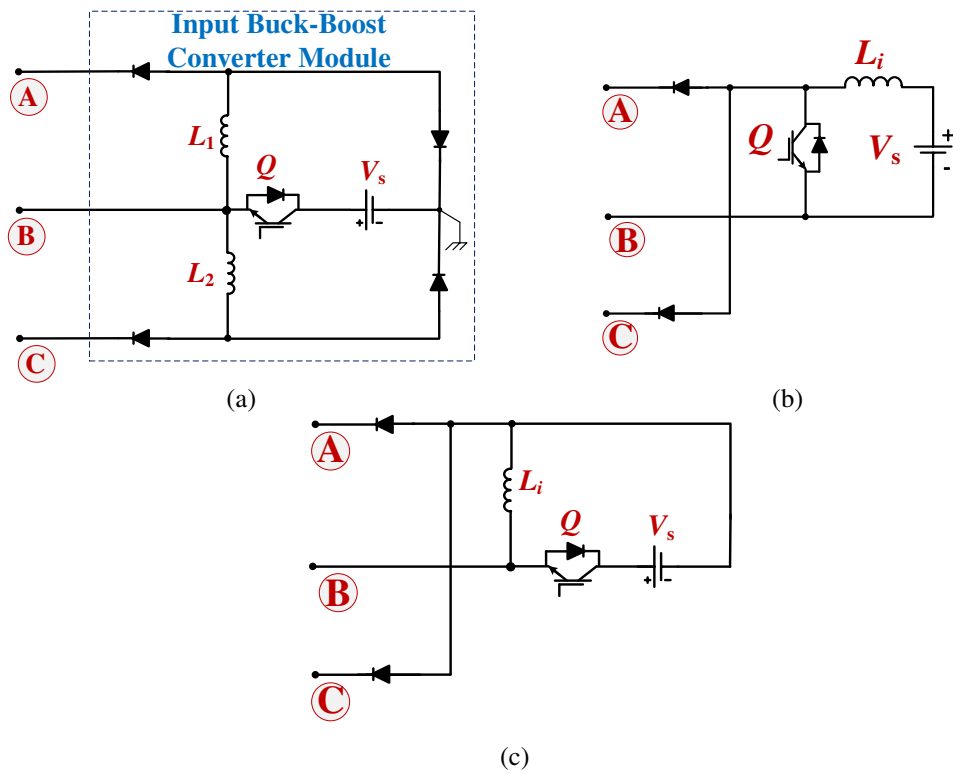 Input Buck-Boost
Converter Module
A
L1
Q
Vs
+ -
B
L2
C
(a)
Li
A
Q
Vs
+
-
B
C
(b)
A
Li
Q
Vs
+ -
B
C
(c)